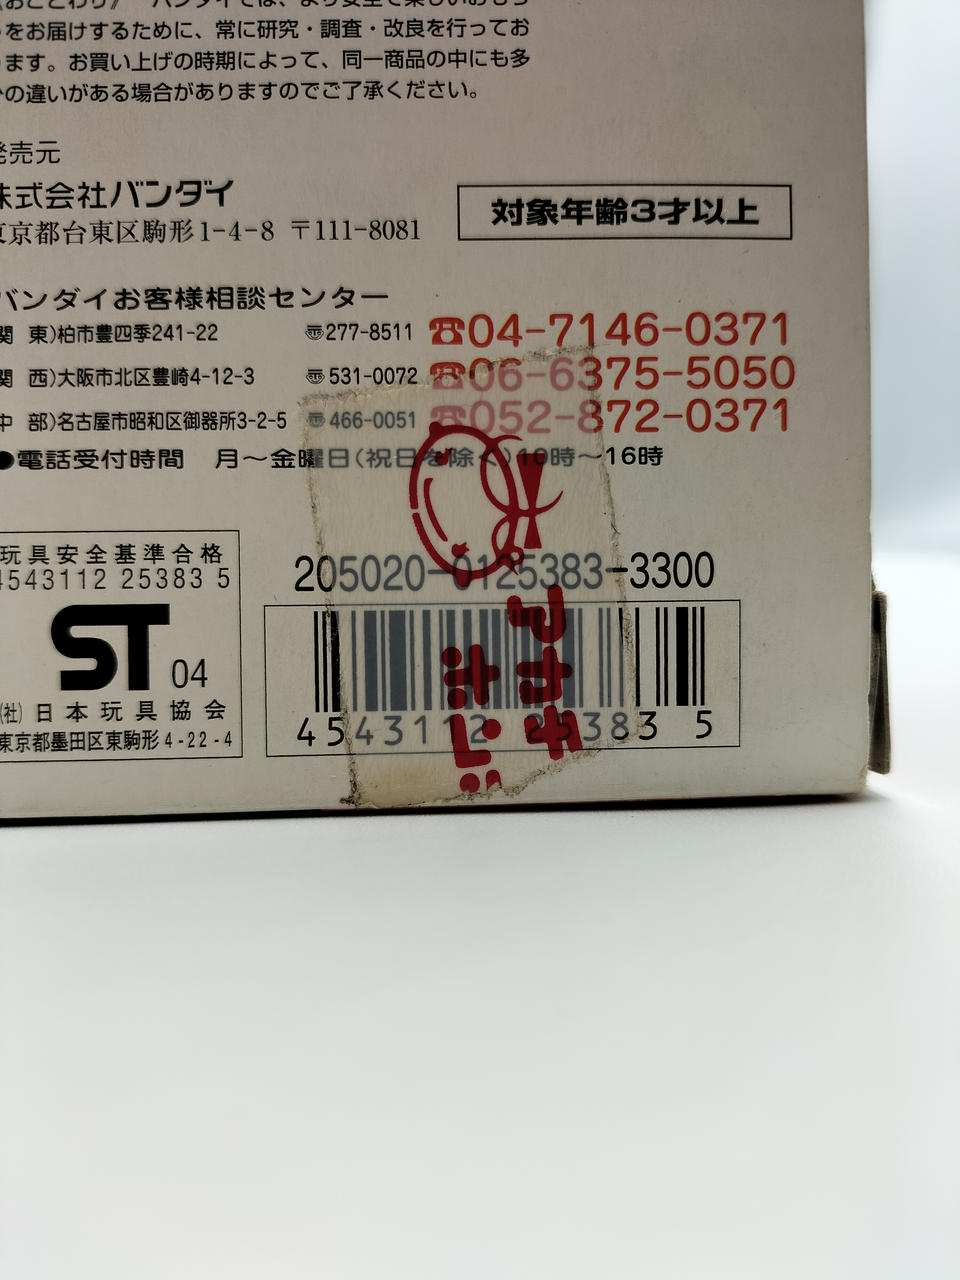 《おことわり》 バンダイでは、より安全で楽しいおもち
をお届けするために、常に研究・調査・改良を行ってお
ます。お買い上げの時期によって、同一商品の中にも多
の違いがある場合がありますのでご了承ください。
発売元
株式会社バンダイ
東京都台東区駒形1-4-8 〒111-8081
対象年齢3才以上
バンダイお客様相談センター
関 東)柏市豊四季241-22 〠277-8511 ☎04-7146-0371
関 西)大阪市北区豊崎4-12-3 〠531-0072 ☎06-6375-5050
中 部)名古屋市昭和区御器所3-2-5 〠466-0051 ☎052-872-0371
●電話受付時間 月～金曜日(祝日を除く)10時～16時
玩具安全基準合格
4543112 25383 5
ST 04
(社)日本玩具協会
東京都墨田区東駒形4-22-4
205020-0125383-3300
4543112 25383 5
アカチャ
ホンポ